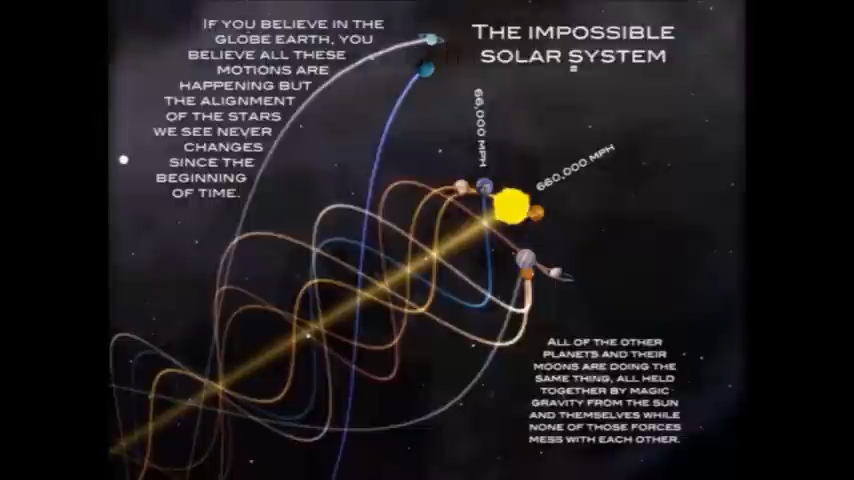 IF YOU BELIEVE IN THE
GLOBE EARTH, YOU
BELIEVE ALL THESE
MOTIONS ARE
HAPPENING BUT
THE ALIGNMENT
OF THE STARS
WE SEE NEVER
CHANGES
SINCE THE
BEGINNING
OF TIME.
THE IMPOSSIBLE
SOLAR SYSTEM
66,000 MPH
660,000 MPH
ALL OF THE OTHER
PLANETS AND THEIR
MOONS ARE DOING THE
SAME THING, ALL HELD
TOGETHER BY MAGIC
GRAVITY FROM THE SUN
AND THEMSELVES WHILE
NONE OF THOSE FORCES
MESS WITH EACH OTHER.